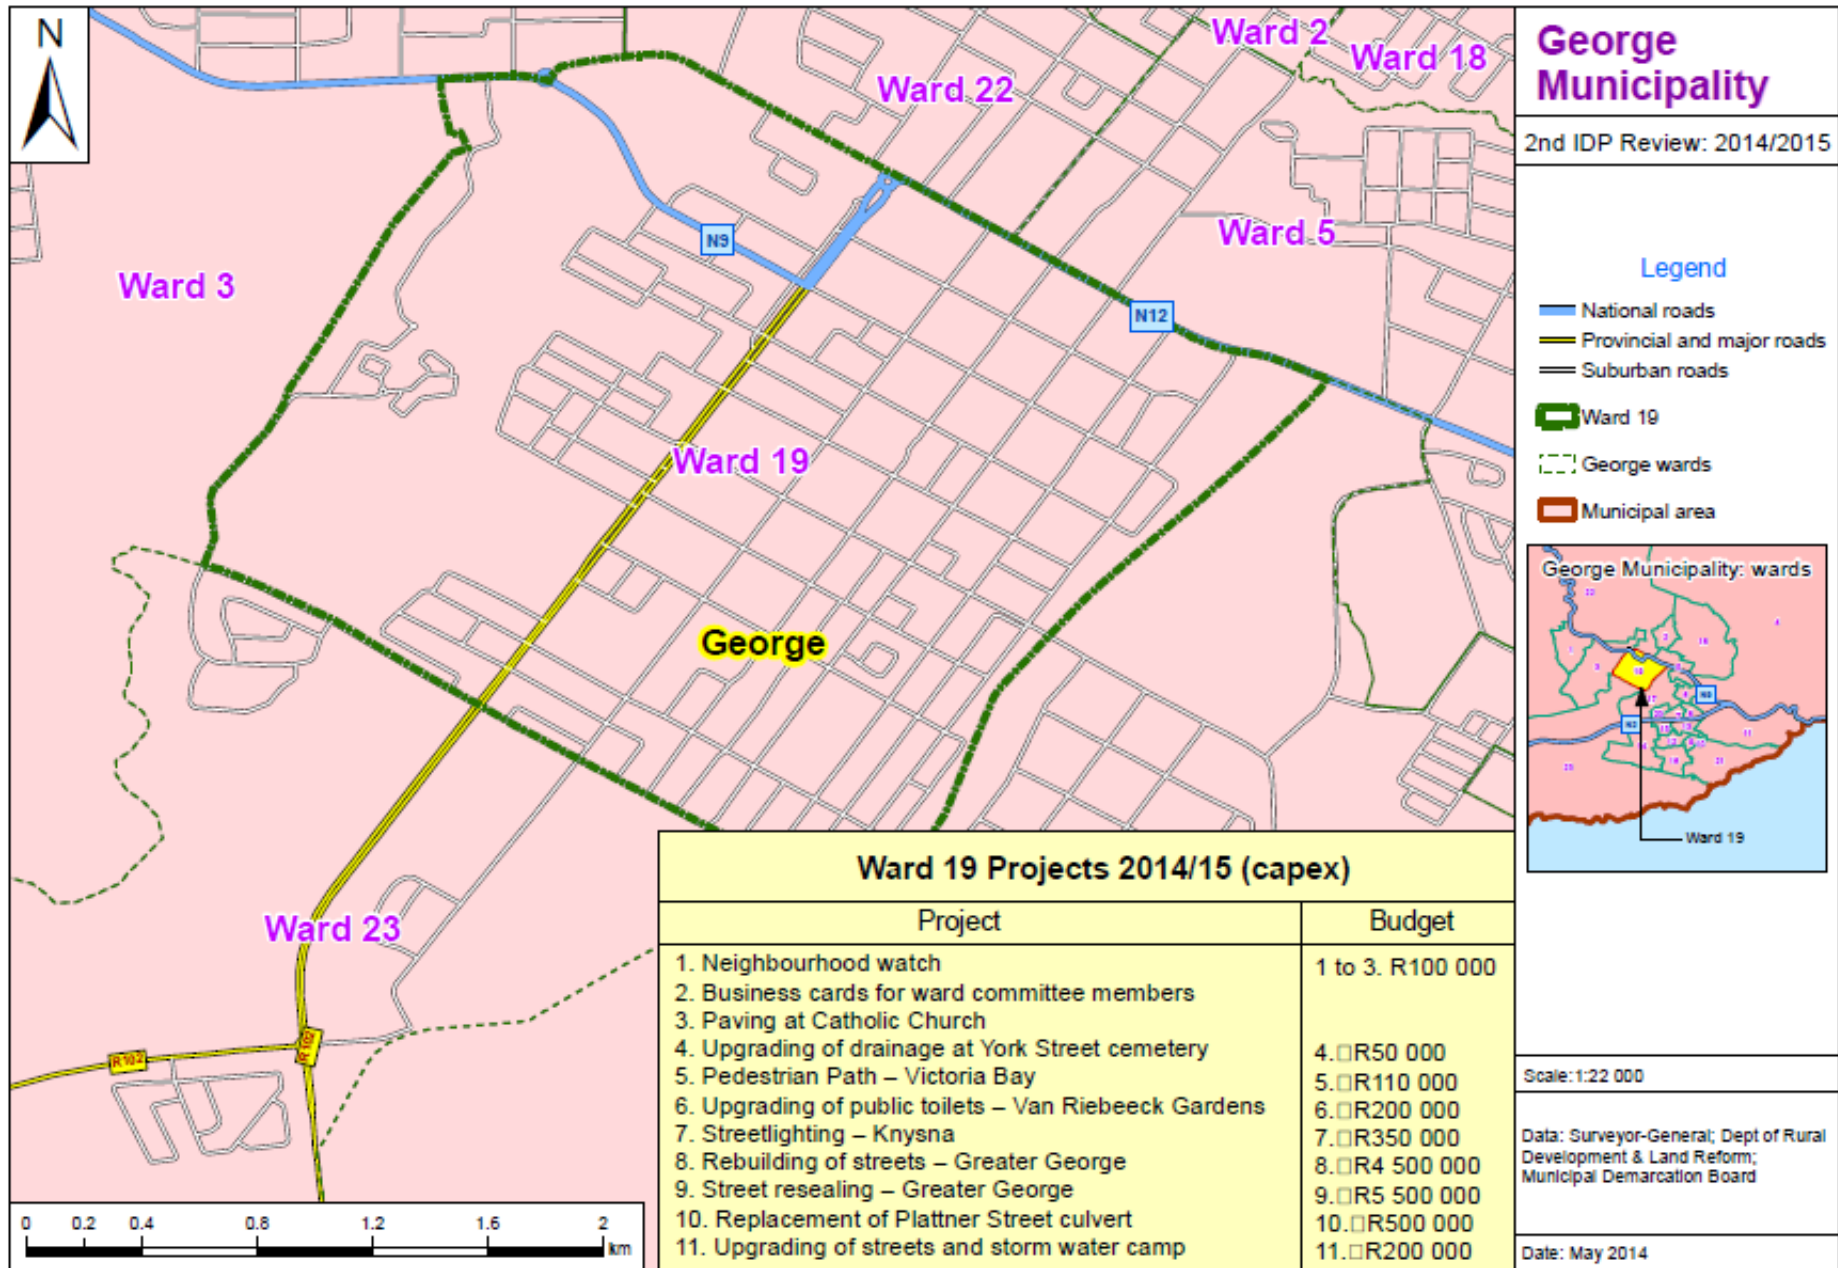 N
Ward 2
Ward 18
Ward 22
Ward 5
Ward 3
N9
N12
Ward 19
George
Ward 23
R102
R102
0 0.2 0.4 0.8 1.2 1.6 2
km
Ward 19 Projects 2014/15 (capex)
Project Budget
1. Neighbourhood watch 1 to 3. R100 000
2. Business cards for ward committee members
3. Paving at Catholic Church
4. Upgrading of drainage at York Street cemetery 4.□R50 000
5. Pedestrian Path – Victoria Bay 5.□R110 000
6. Upgrading of public toilets – Van Riebeeck Gardens 6.□R200 000
7. Streetlighting – Knysna 7.□R350 000
8. Rebuilding of streets – Greater George 8.□R4 500 000
9. Street resealing – Greater George 9.□R5 500 000
10. Replacement of Plattner Street culvert 10.□R500 000
11. Upgrading of streets and storm water camp 11.□R200 000
George
Municipality
2nd IDP Review: 2014/2015
Legend
National roads
Provincial and major roads
Suburban roads
Ward 19
George wards
Municipal area
George Municipality: wards
Ward 19
Scale:1:22 000
Data: Surveyor-General; Dept of Rural
Development & Land Reform;
Municipal Demarcation Board
Date: May 2014